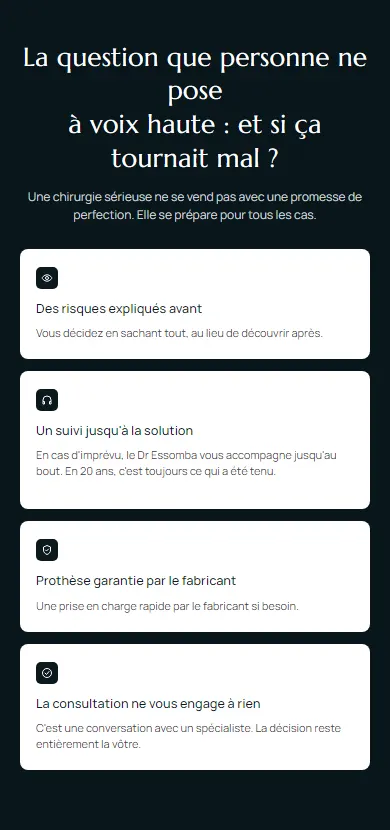 La question que personne ne
pose
à voix haute : et si ça
tournait mal ?
Une chirurgie sérieuse ne se vend pas avec une promesse de
perfection. Elle se prépare pour tous les cas.
Des risques expliqués avant
Vous décidez en sachant tout, au lieu de découvrir après.
Un suivi jusqu'à la solution
En cas d'imprévu, le Dr Essomba vous accompagne jusqu'au
bout. En 20 ans, c'est toujours ce qui a été tenu.
Prothèse garantie par le fabricant
Une prise en charge rapide par le fabricant si besoin.
La consultation ne vous engage à rien
C'est une conversation avec un spécialiste. La décision reste
entièrement la vôtre.